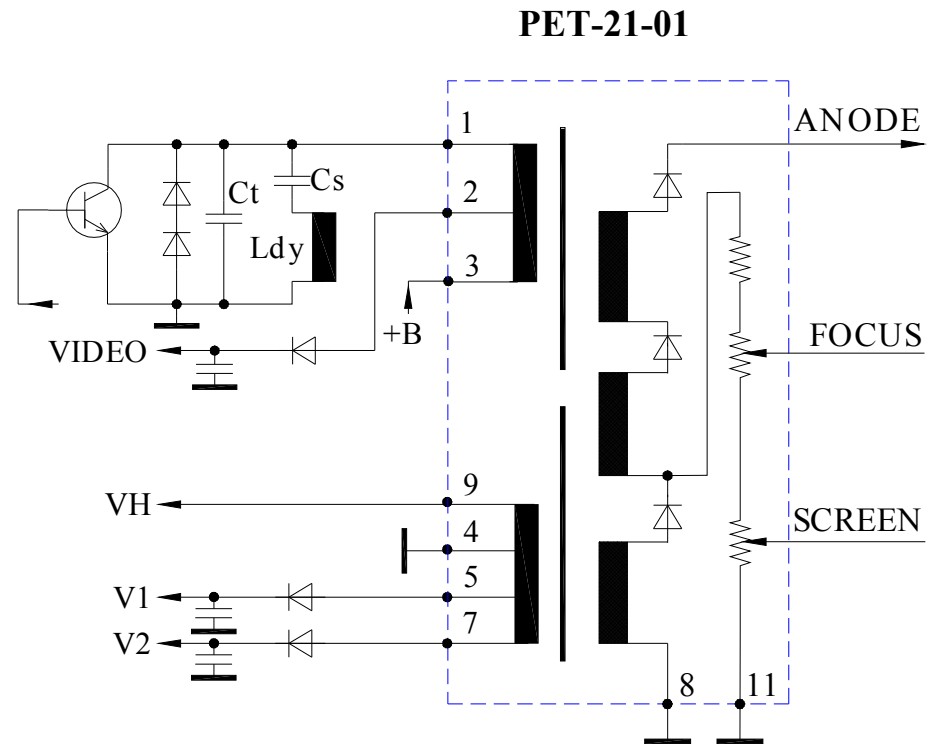 PET-21-01
1
ANODE
Ct
Cs
2
Ldy
3
+B
VIDEO
FOCUS
9
VH
4
SCREEN
5
V1
7
V2
8
11